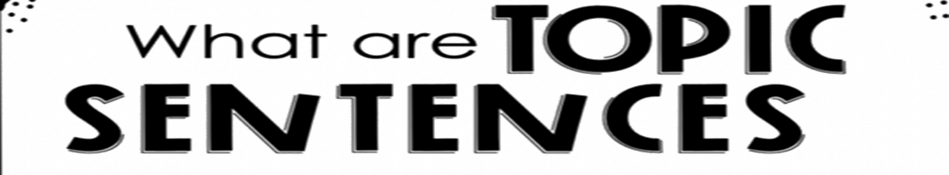 What are TOPIC
SENTENCES